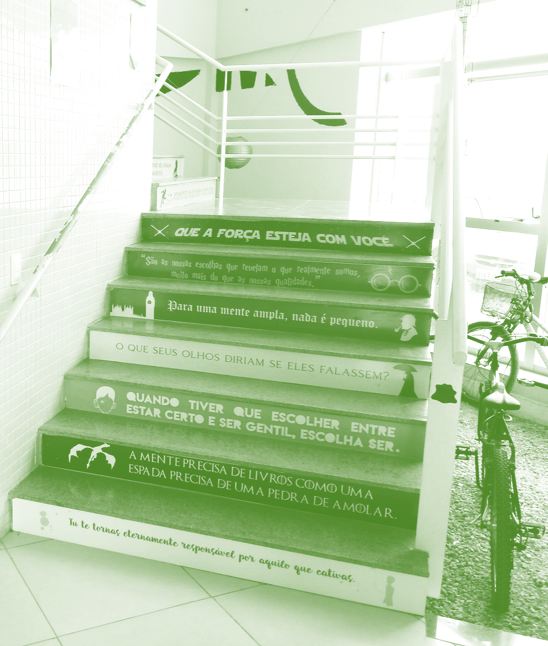 QUE A FORÇA ESTEJA COM VOCÊ
"São as nossas escolhas que revelam o que realmente somos,
muito mais do que as nossas qualidades."
Para uma mente ampla, nada é pequeno.
O QUE SEUS OLHOS DIRIAM SE ELES FALASSEM?
QUANDO TIVER QUE ESCOLHER ENTRE
ESTAR CERTO E SER GENTIL, ESCOLHA SER.
A MENTE PRECISA DE LIVROS COMO UMA
ESPADA PRECISA DE UMA PEDRA DE AMOLAR.
Tu te tornas eternamente responsável por aquilo que cativas.